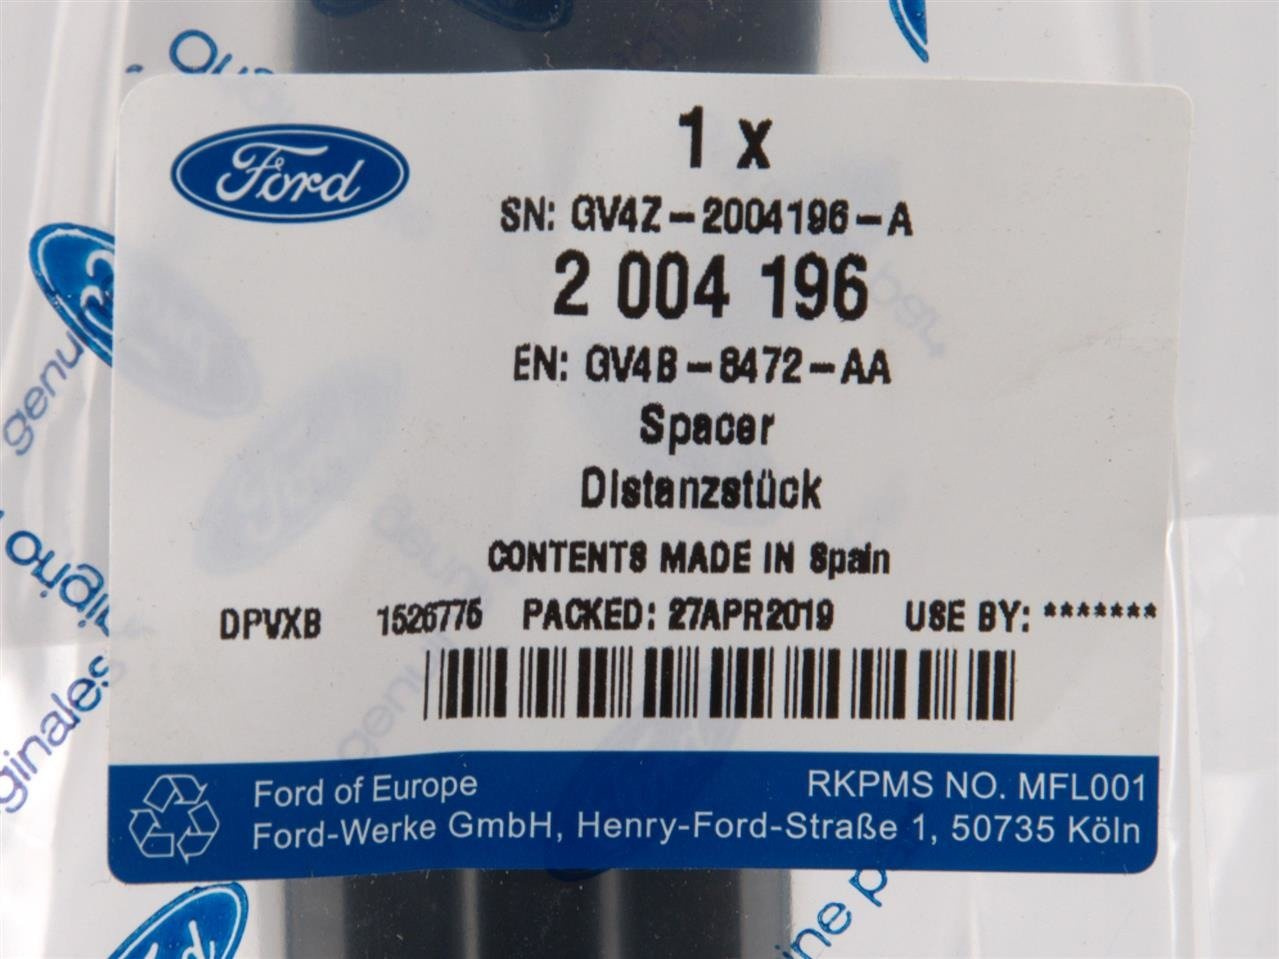 Ford
1 x
SN: GV4Z-2004196-A
2 004 196
EN: GV4B-8472-AA
Spacer
Distanzstück
CONTENTS MADE IN Spain
DPVXB 1526775 PACKED: 27APR2019 USE BY: *******
Ford of Europe RKPMS NO. MFL001
Ford-Werke GmbH, Henry-Ford-Straße 1, 50735 Köln